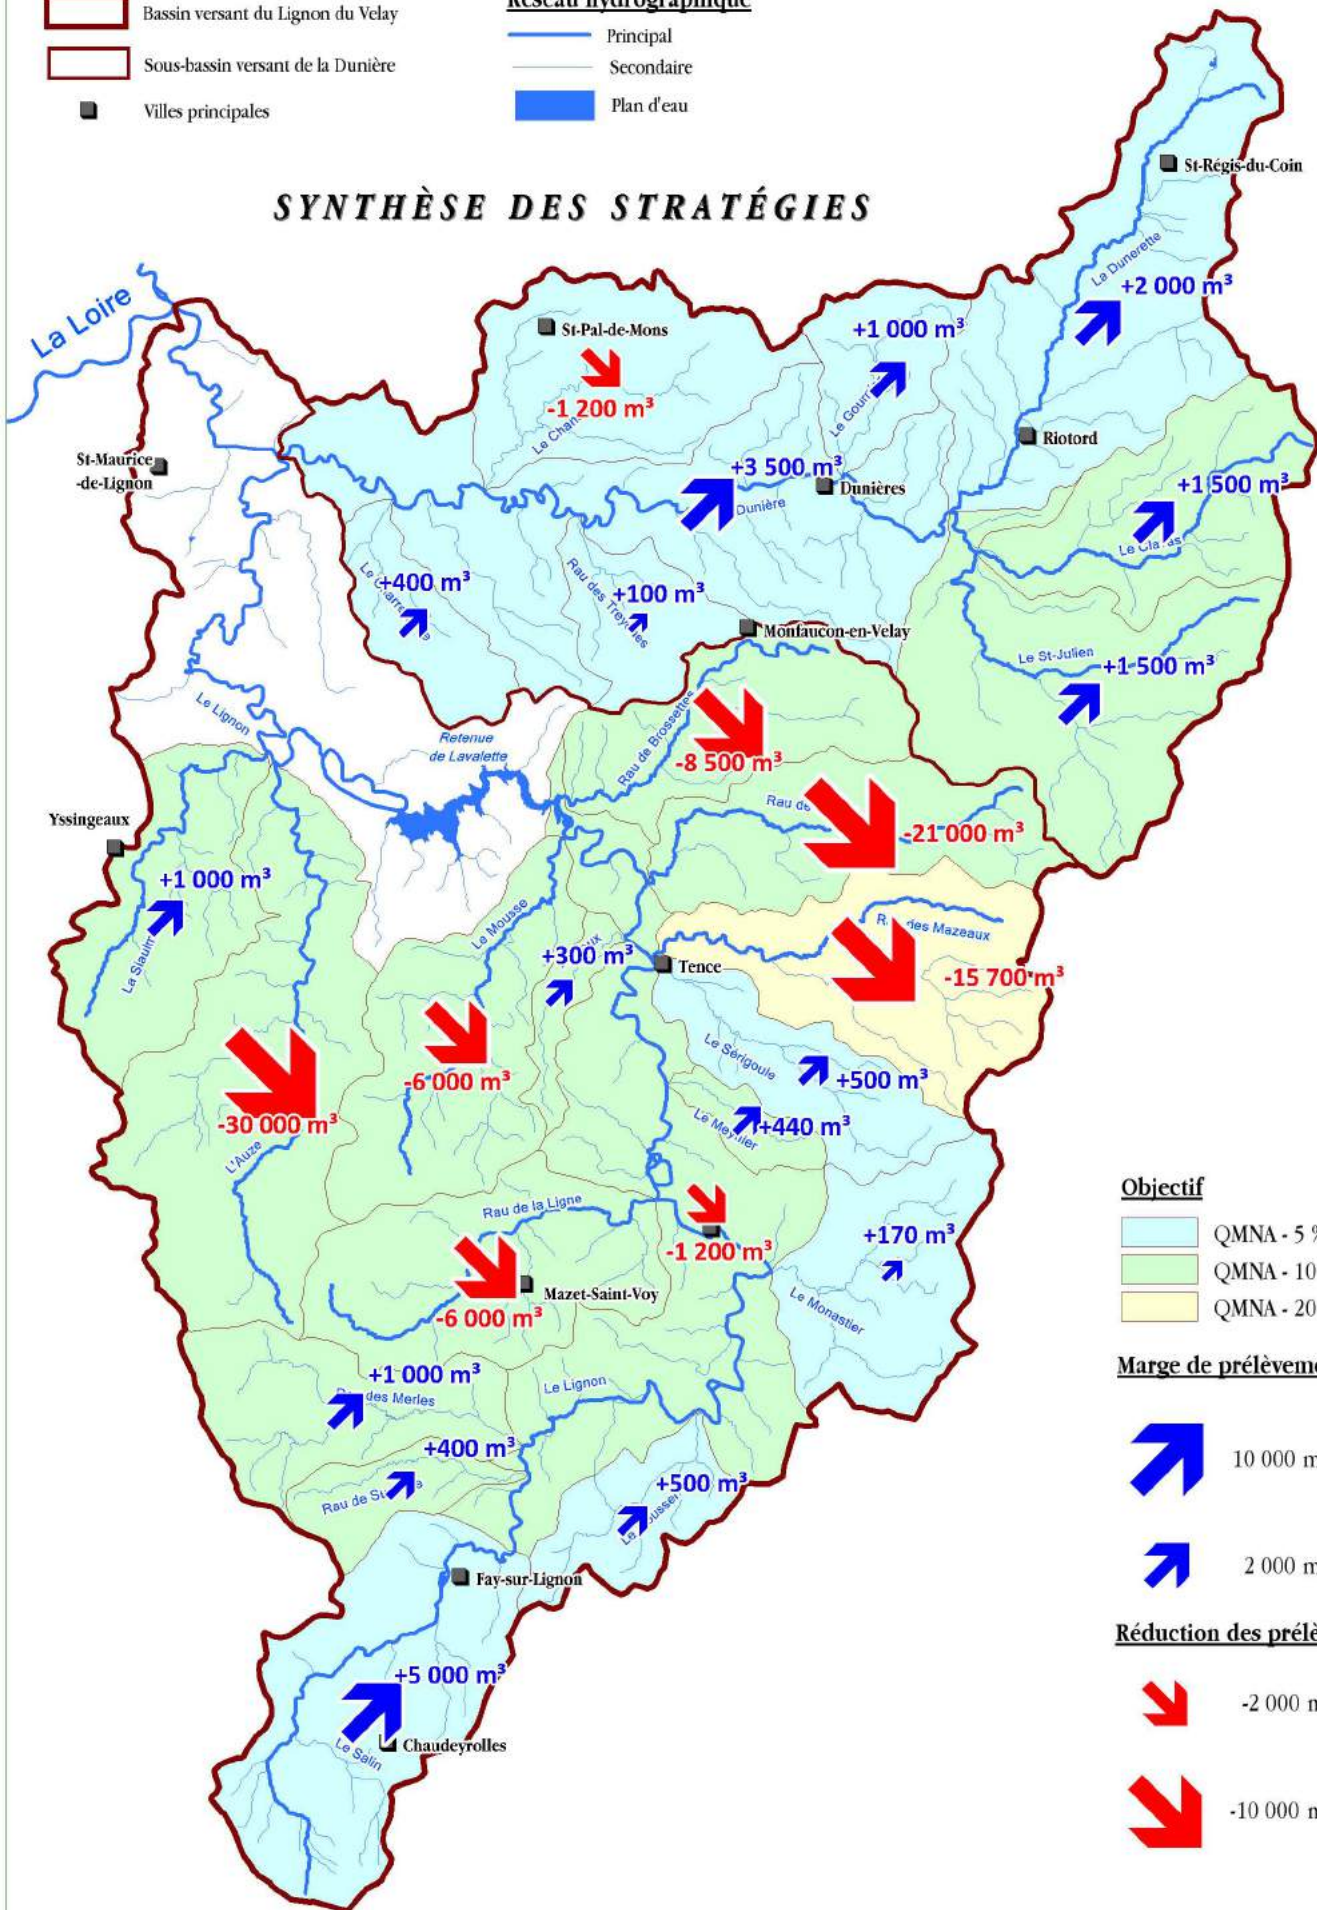 Bassin versant du Lignon du Velay
Sous-bassin versant de la Dunière
Villes principales
Réseau hydrographique
Principal
Secondaire
Plan d'eau
SYNTHÈSE DES STRATÉGIES
La Loire
St-Régis-du-Coin
La Dunerette
+2 000 m³
St-Pal-de-Mons
-1 200 m³
+1 000 m³
Riotord
St-Maurice
-de-Lignon
+3 500 m³
Dunières
Dunière
+1 500 m³
+400 m³
+100 m³
Monfaucon-en-Velay
Le St-Julien
+1 500 m³
Le Lignon
Retenue
de Lavalette
Rau de Brossettes
-8 500 m³
Yssingeaux
Rau de
-21 000 m³
+1 000 m³
Le Mousse
+300 m³
Tence
des Mazeaux
-15 700 m³
-30 000 m³
L'Auze
-6 000 m³
Le Sérigoule
+500 m³
+440 m³
Rau de la Ligne
-1 200 m³
+170 m³
Le Monastier
Mazet-Saint-Voy
-6 000 m³
+1 000 m³
des Merles
Le Lignon
+400 m³
Rau de
+500 m³
Fay-sur-Lignon
+5 000 m³
Le Salin
Chaudeyrolles
Objectif
QMNA - 5 %
QMNA - 10
QMNA - 20
Marge de prélèveme
10 000 m
2 000 m
Réduction des prélè
-2 000 m
-10 000 m